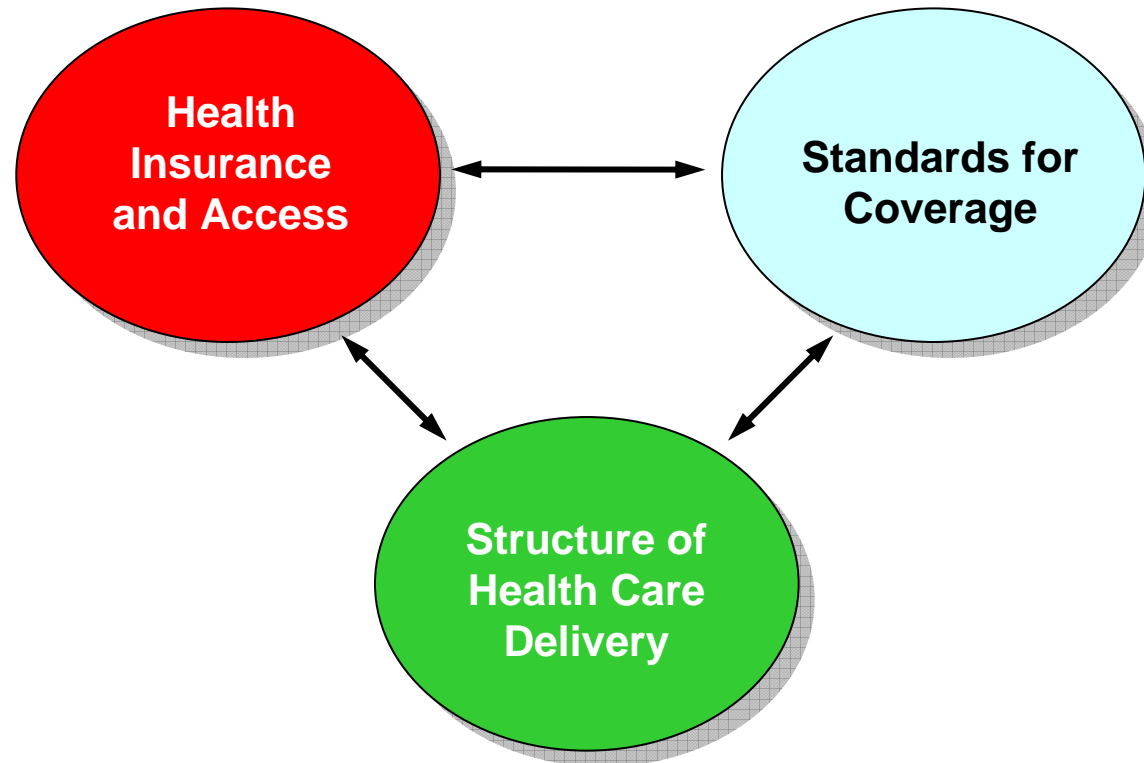 Health
Insurance
and Access
Standards for
Coverage
Structure of
Health Care
Delivery